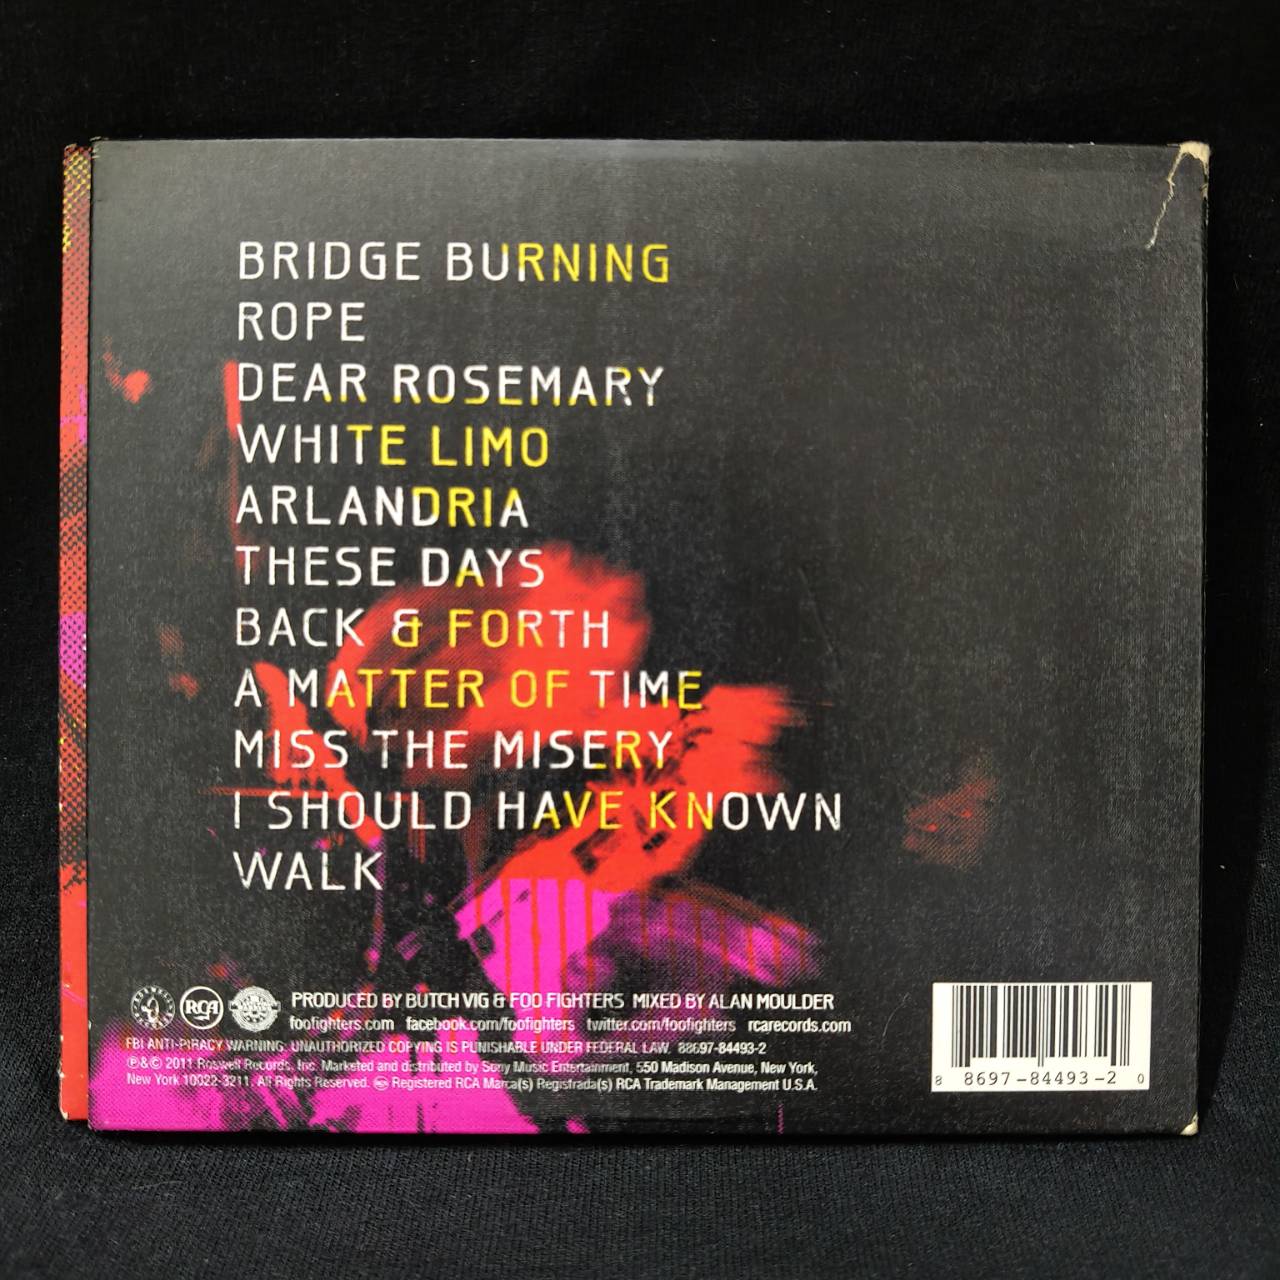 BRIDGE BURNING
ROPE
DEAR ROSEMARY
WHITE LIMO
ARLANDRIA
THESE DAYS
BACK & FORTH
A MATTER OF TIME
MISS THE MISERY
I SHOULD HAVE KNOWN
WALK
RCA
PRODUCED BY BUTCH VIG & FOO FIGHTERS MIXED BY ALAN MOULDER
foofighters.com facebook.com/foofighters twitter.com/foofighters rcarecords.com
FBI ANTI-PIRACY WARNING: UNAUTHORIZED COPYING IS PUNISHABLE UNDER FEDERAL LAW. 88697-84493-2
℗&© 2011 Roswell Records, Inc. Marketed and distributed by Sony Music Entertainment, 550 Madison Avenue, New York,
New York 10022-3211. All Rights Reserved. Registered RCA Marca(s) Registrada(s) RCA Trademark Management U.S.A.
8 8697-84493-2 0